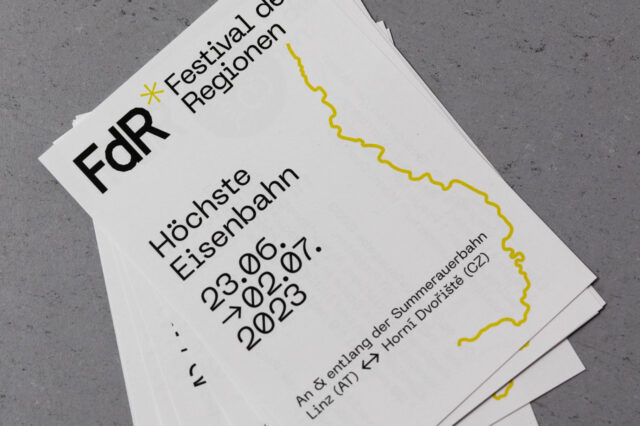 FdR*
Festival de
Regionen
Höchste
Eisenbahn
23.06.
→02.07.
2023
An & entlang der Summerauerbahn
Linz (AT) ↔ Horní Dvořiště (CZ)